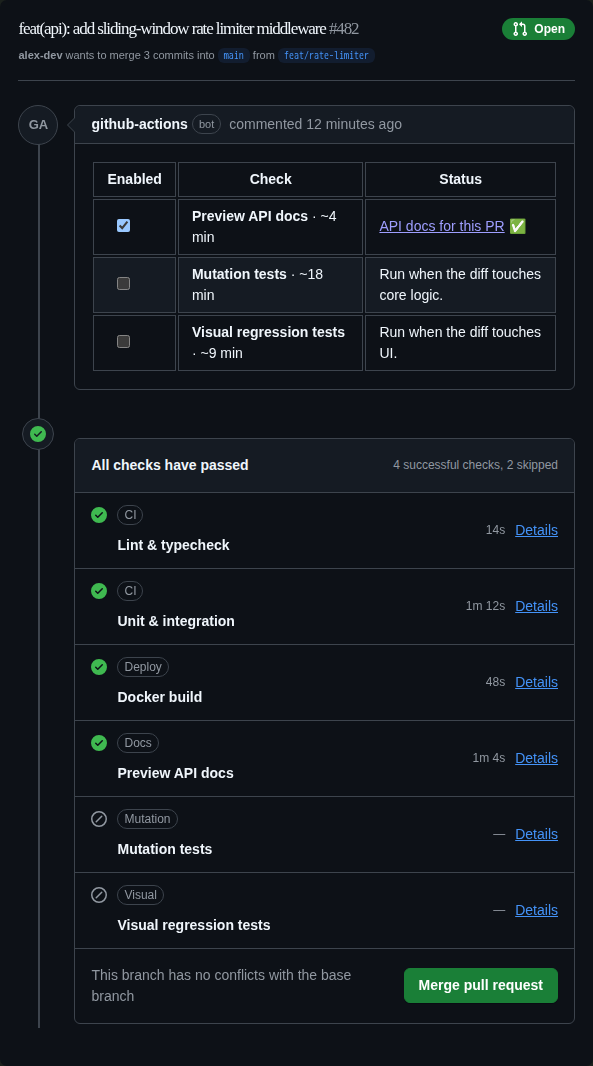 feat(api): add sliding-window rate limiter middleware #482
Open
alex-dev wants to merge 3 commits into main from feat/rate-limiter
GA
github-actions bot commented 12 minutes ago
Enabled Check Status
Preview API docs · ~4
min
API docs for this PR ✅
Mutation tests · ~18
min
Run when the diff touches
core logic.
Visual regression tests
· ~9 min
Run when the diff touches
UI.
All checks have passed
4 successful checks, 2 skipped
CI
Lint & typecheck
14s Details
CI
Unit & integration
1m 12s Details
Deploy
Docker build
48s Details
Docs
Preview API docs
1m 4s Details
Mutation
Mutation tests
— Details
Visual
Visual regression tests
— Details
This branch has no conflicts with the base
branch
Merge pull request